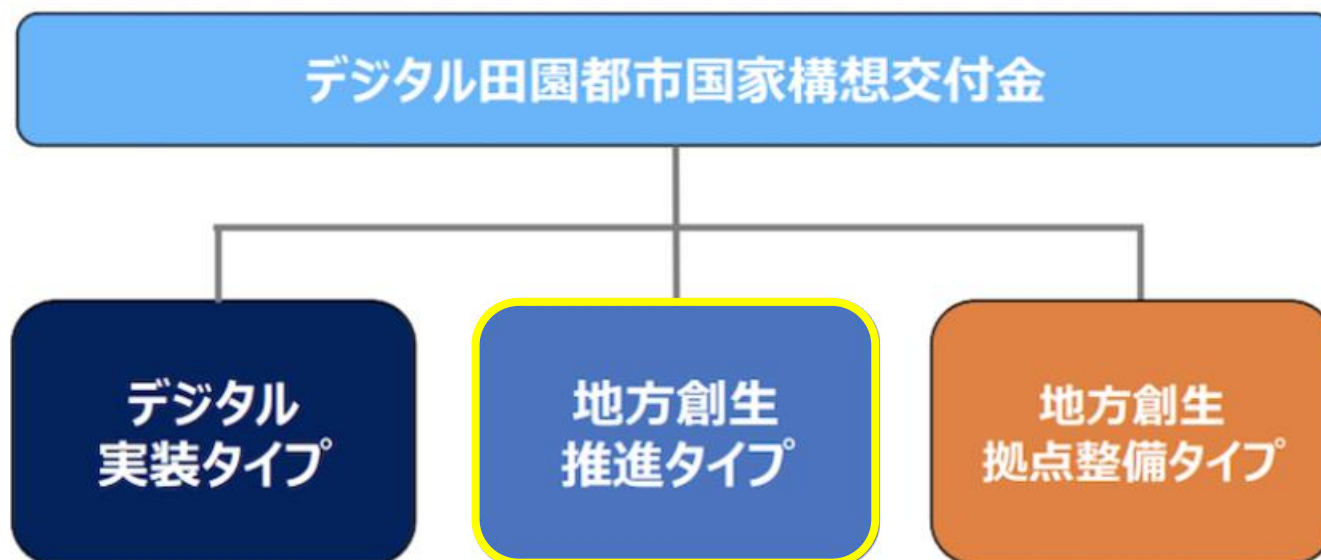 デジタル田園都市国家構想交付金
デジタル
実装タイプ
地方創生
推進タイプ
地方創生
拠点整備タイプ